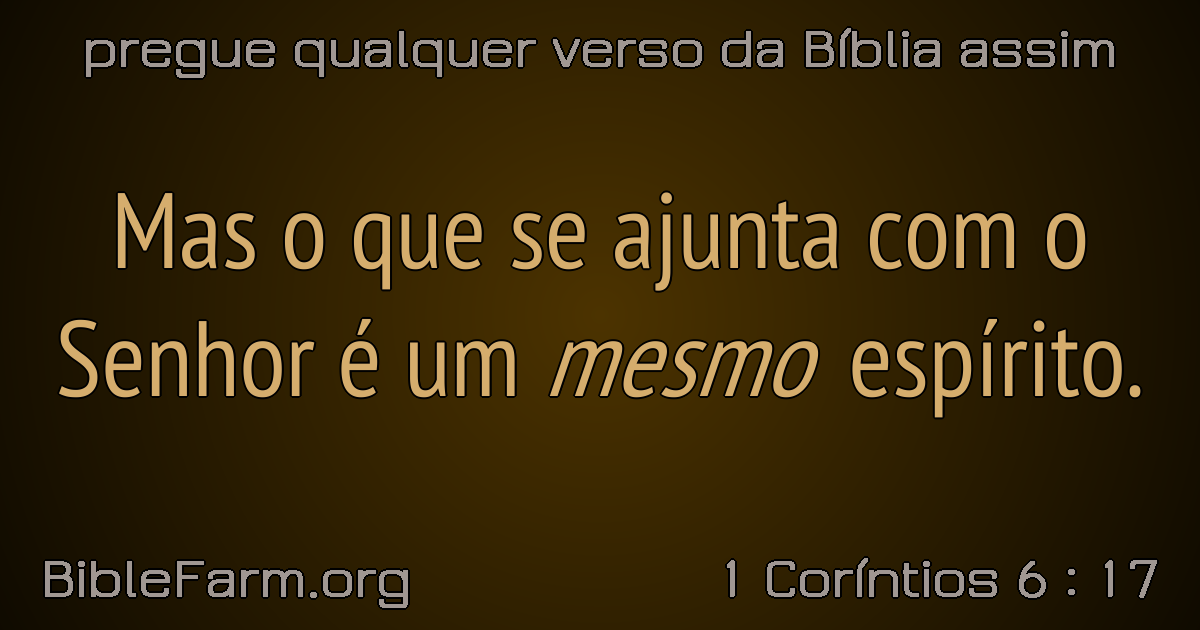 pregue qualquer verso da Bíblia assim
Mas o que se ajunta com o
Senhor é um mesmo espírito.
BibleFarm.org
1 Coríntios 6 : 17